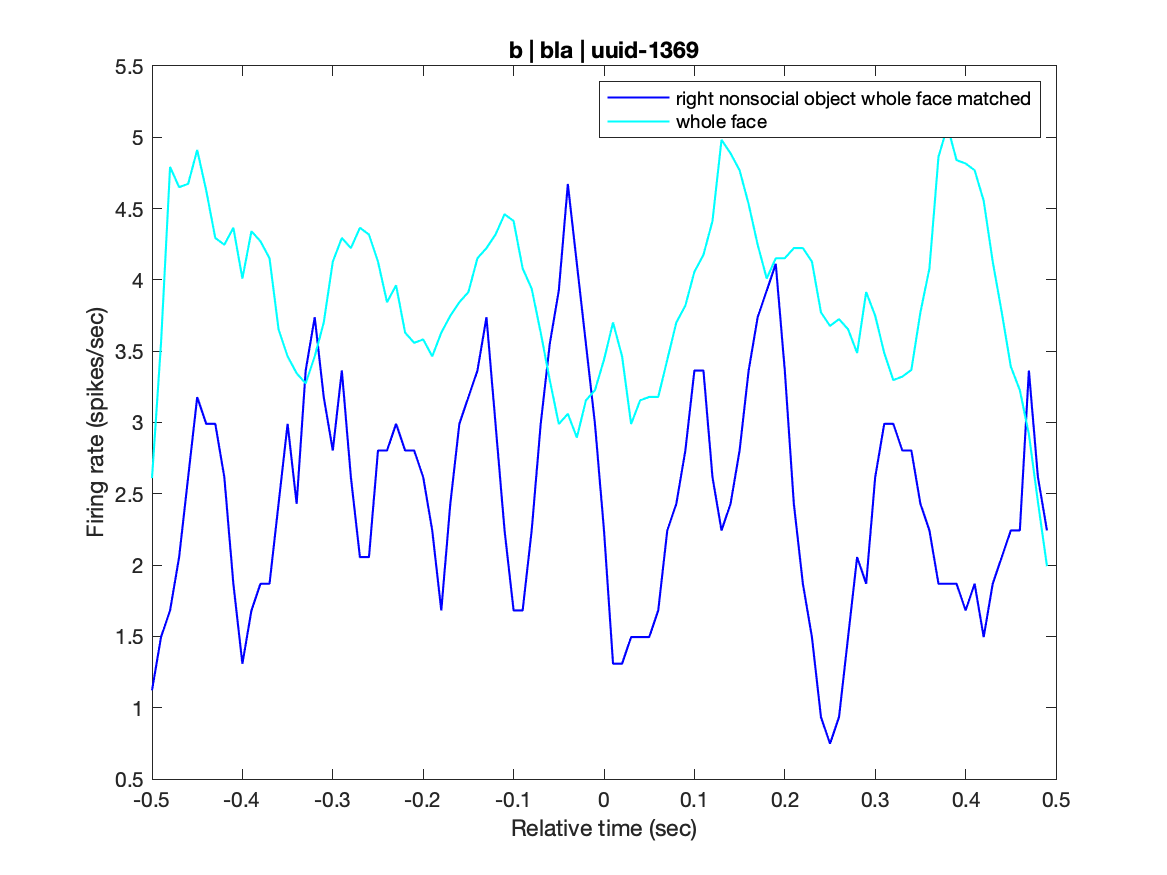 b | bla | uuid-1369
right nonsocial object whole face matched
whole face
Firing rate (spikes/sec)
5.5
5
4.5
4
3.5
3
2.5
2
1.5
1
0.5
-0.5 -0.4 -0.3 -0.2 -0.1 0 0.1 0.2 0.3 0.4 0.5
Relative time (sec)